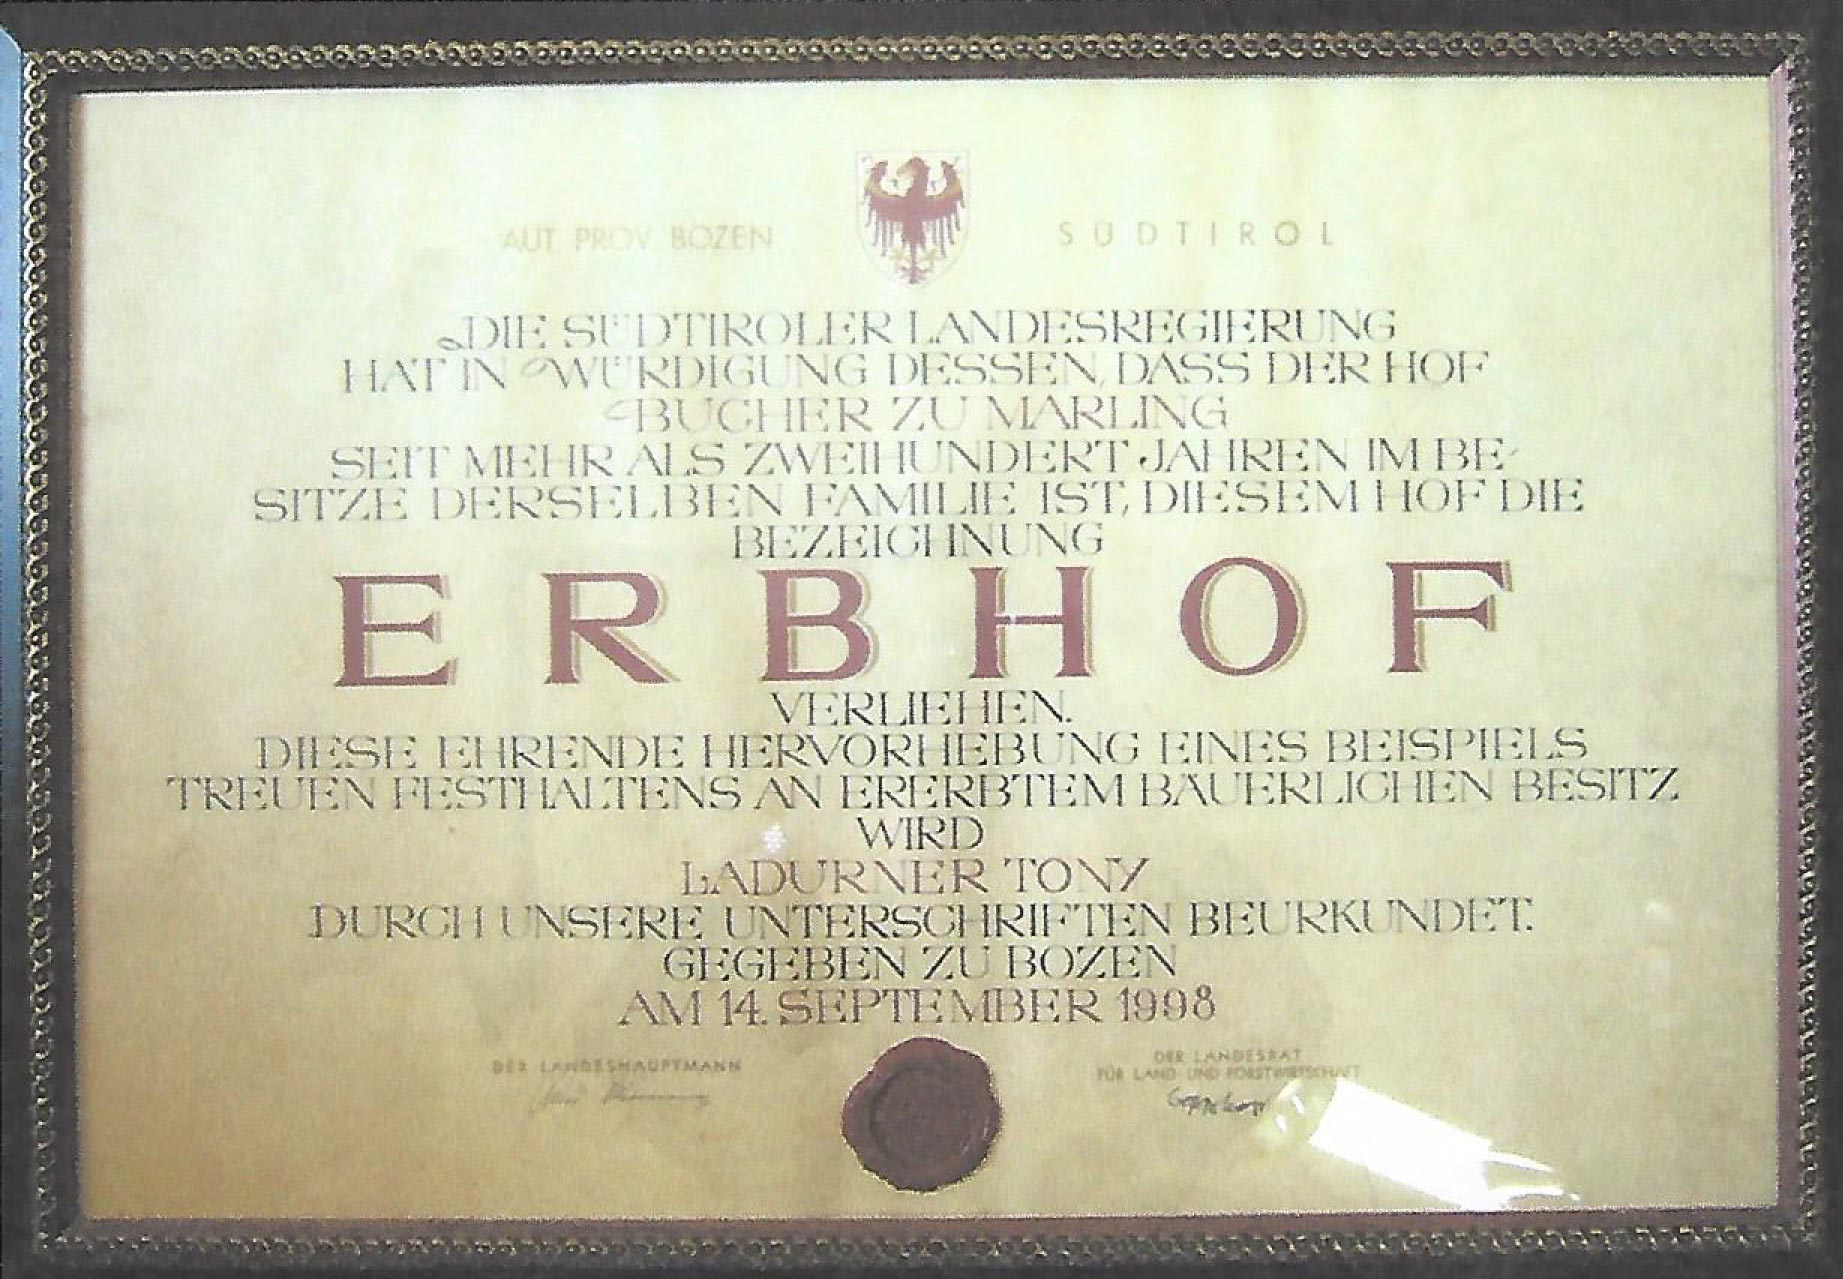 AUT. PROV. BOZEN SÜDTIROL
DIE SÜDTIROLER LANDESREGIERUNG
HAT IN WÜRDIGUNG DESSEN, DASS DER HOF
BUCHER ZU MARLING
SEIT MEHR ALS ZWEIHUNDERT JAHREN IM BE-
SITZE DERSELBEN FAMILIE IST, DIESEM HOF DIE
BEZEICHNUNG
ERBHOF
VERLIEHEN.
DIESE EHRENDE HERVORHEBUNG EINES BEISPIELS
TREUEN FESTHALTENS AN ERERBTEM BÄUERLICHEN BESITZ
WIRD
LADURNER TONY
DURCH UNSERE UNTERSCHRIFTEN BEURKUNDET.
GEGEBEN ZU BOZEN
AM 14. SEPTEMBER 1998
DER LANDESHAUPTMANN
DER LANDESRAT
FÜR LAND- UND FORSTWIRTSCHAFT